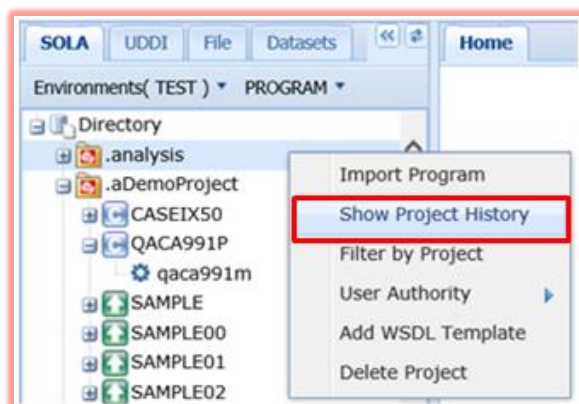 SOLA UDDI File Datasets Home
Environments( TEST ) PROGRAM
Directory
.analysis
.aDemoProject
CASEIX50
QACA991P
qaca991m
SAMPLE
SAMPLE00
SAMPLE01
SAMPLE02
Import Program
Show Project History
Filter by Project
User Authority
Add WSDL Template
Delete Project